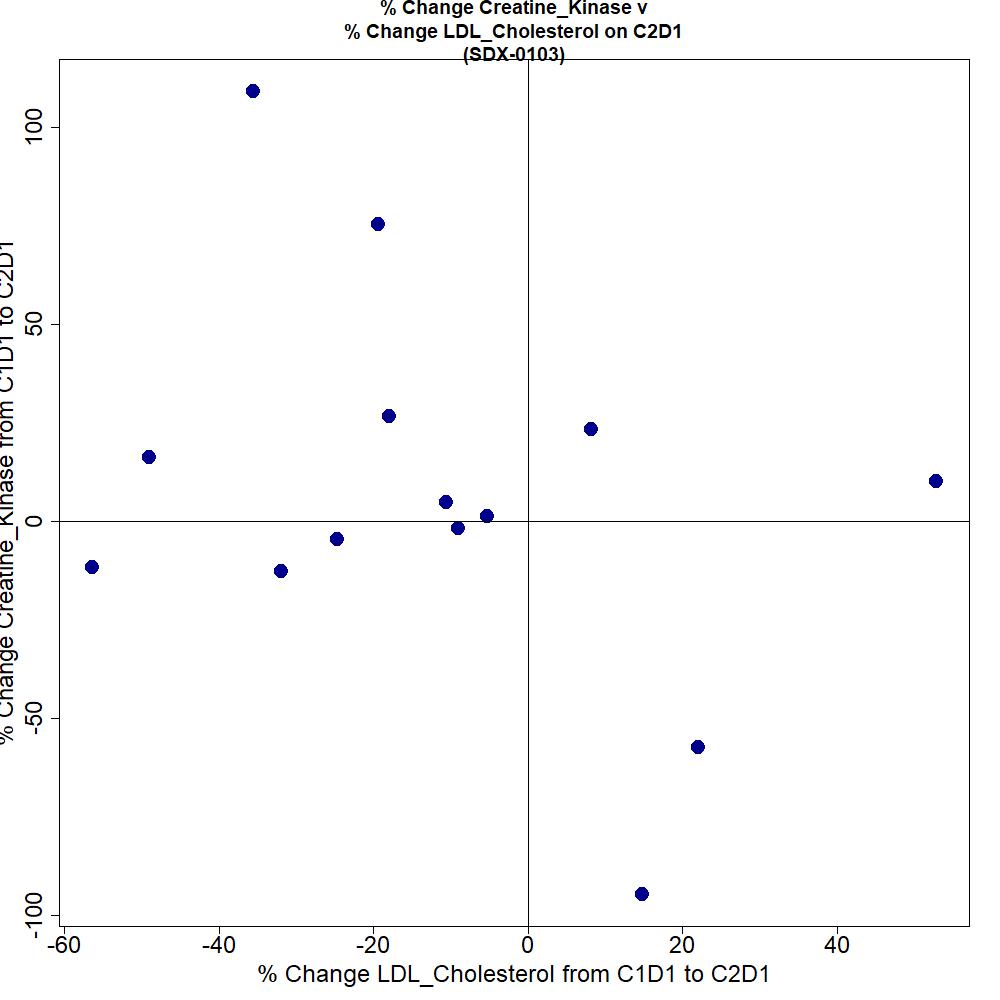 % Change Creatine_Kinase v
% Change LDL_Cholesterol on C2D1
(SDX-0103)
% Change Creatine_Kinase from C1D1 to C2D1
100
50
0
-50
-100
-60
-40
-20
0
20
40
% Change LDL_Cholesterol from C1D1 to C2D1